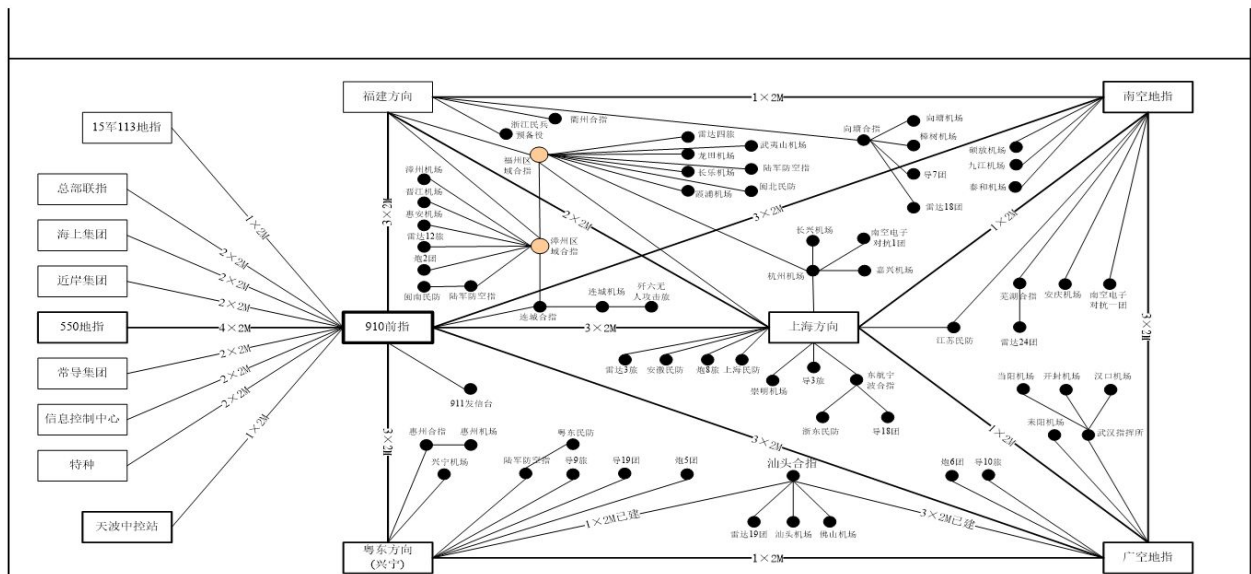 福建方向
1×2M
南空地指
15军113地指
浙江民兵
预备役
衢州合指
向塘合指
向塘机场
樟树机场
导7团
雷达18团
硕放机场
九江机场
泰和机场
福州区
域合指
雷达四旅
武夷山机场
龙田机场
陆军防空指
长乐机场
闽北民防
霞浦机场
漳州机场
晋江机场
惠安机场
雷达12旅
炮2团
闽南民防
陆军防空指
漳州区
域合指
总部联指
海上集团
近岸集团
550地指
常导集团
信息控制中心
特种
天波中控站
1×2M
2×2M
2×2M
2×2M
4×2M
2×2M
2×2M
2×2M
1×2M
3×2M
2×2M
3×2M
1×2M
3×2M
长兴机场
南空电子
对抗1团
杭州机场
嘉兴机场
连城合指
连城机场
歼六无
人攻击旅
芜湖合指
安庆机场
南空电子
对抗一团
雷达24团
江苏民防
910前指
3×2M
上海方向
雷达3旅
安徽民防
炮8旅
上海民防
崇明机场
导3旅
东航宁
波合指
浙东民防
导18团
911发信台
当阳机场
开封机场
汉口机场
耒阳机场
武汉指挥所
3×2M
3×2M
1×2M
惠州合指
惠州机场
兴宁机场
粤东民防
陆军防空指
导9旅
导19团
炮5团
汕头合指
雷达19团
汕头机场
佛山机场
炮6团
导10旅
1×2M已建
3×2M已建
粤东方向
(兴宁)
1×2M
广空地指